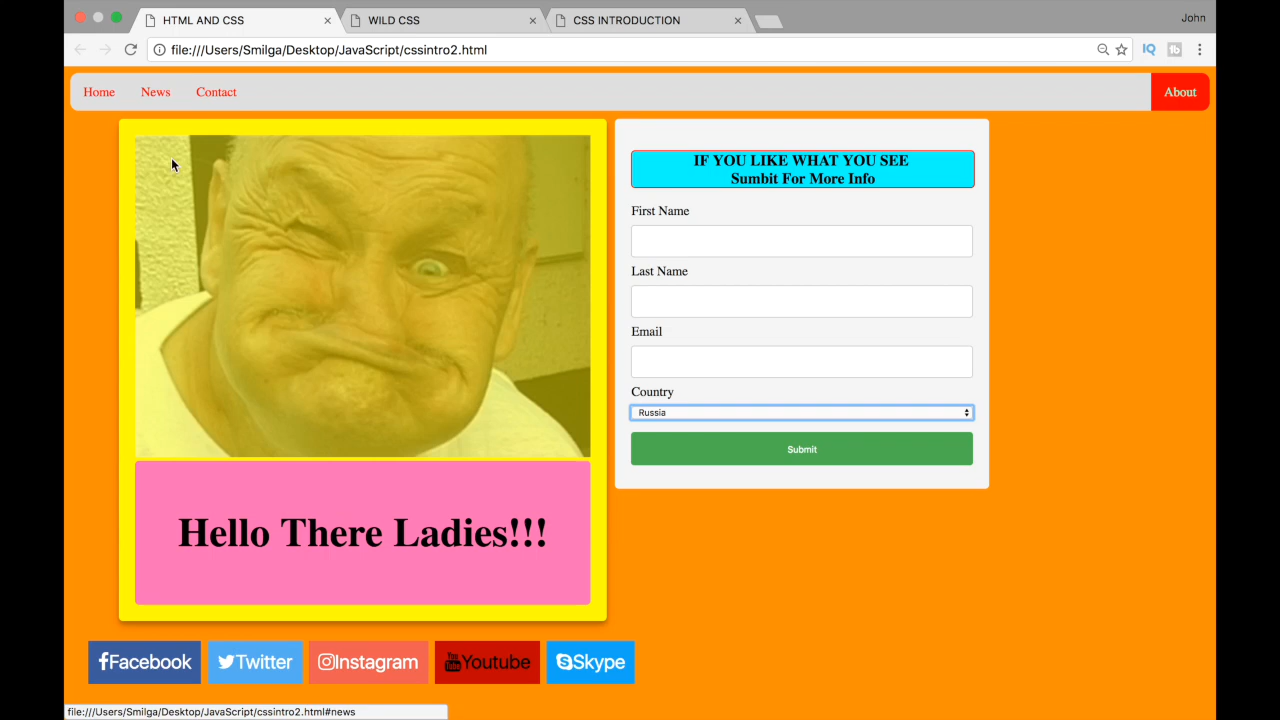 HTML AND CSS
WILD CSS
CSS INTRODUCTION
John
file:///Users/Smilga/Desktop/JavaScript/cssintro2.html
IQ
Home
News
Contact
About
IF YOU LIKE WHAT YOU SEE
Sumbit For More Info
First Name
Last Name
Email
Country
Russia
Submit
Hello There Ladies!!!
Facebook
Twitter
Instagram
Youtube
Skype
file:///Users/Smilga/Desktop/JavaScript/cssintro2.html#news